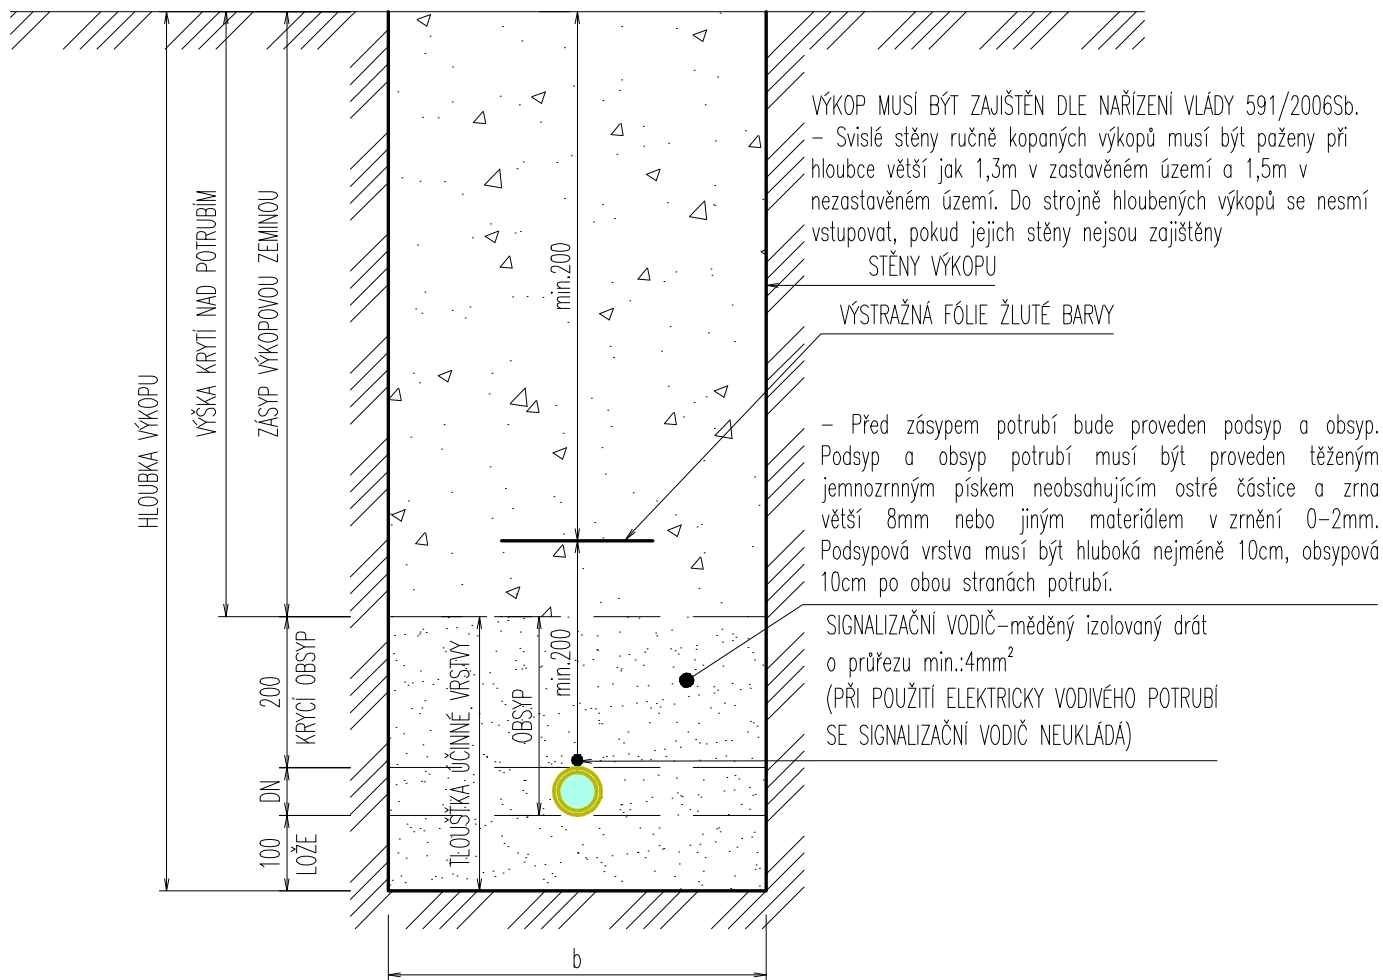 VÝKOP MUSÍ BÝT ZAJIŠTĚN DLE NAŘÍZENÍ VLÁDY 591/2006Sb.
– Svislé stěny ručně kopaných výkopů musí být paženy při
hloubce větší jak 1,3m v zastavěném území a 1,5m v
nezastavěném území. Do strojně hloubených výkopů se nesmí
vstupovat, pokud jejich stěny nejsou zajištěny
STĚNY VÝKOPU
VÝSTRAŽNÁ FÓLIE ŽLUTÉ BARVY
– Před zásypem potrubí bude proveden podsyp a obsyp.
Podsyp a obsyp potrubí musí být proveden těženým
jemnozrnným pískem neobsahujícím ostré částice a zrna
větší 8mm nebo jiným materiálem v zrnění 0–2mm.
Podsypová vrstva musí být hluboká nejméně 10cm, obsypová
10cm po obou stranách potrubí.
SIGNALIZAČNÍ VODIČ–měděný izolovaný drát
o průřezu min.:4mm²
(PŘI POUŽITÍ ELEKTRICKY VODIVÉHO POTRUBÍ
SE SIGNALIZAČNÍ VODIČ NEUKLÁDÁ)
HLOUBKA VÝKOPU
VÝŠKA KRYTÍ NAD POTRUBÍM
ZÁSYP VÝKOPOVOU ZEMINOU
min.200
200
KRYCÍ OBSYP
DN
100
LOŽE
TLOUŠŤKA ÚČINNÉ VRSTVY
OBSYP
min.200
b